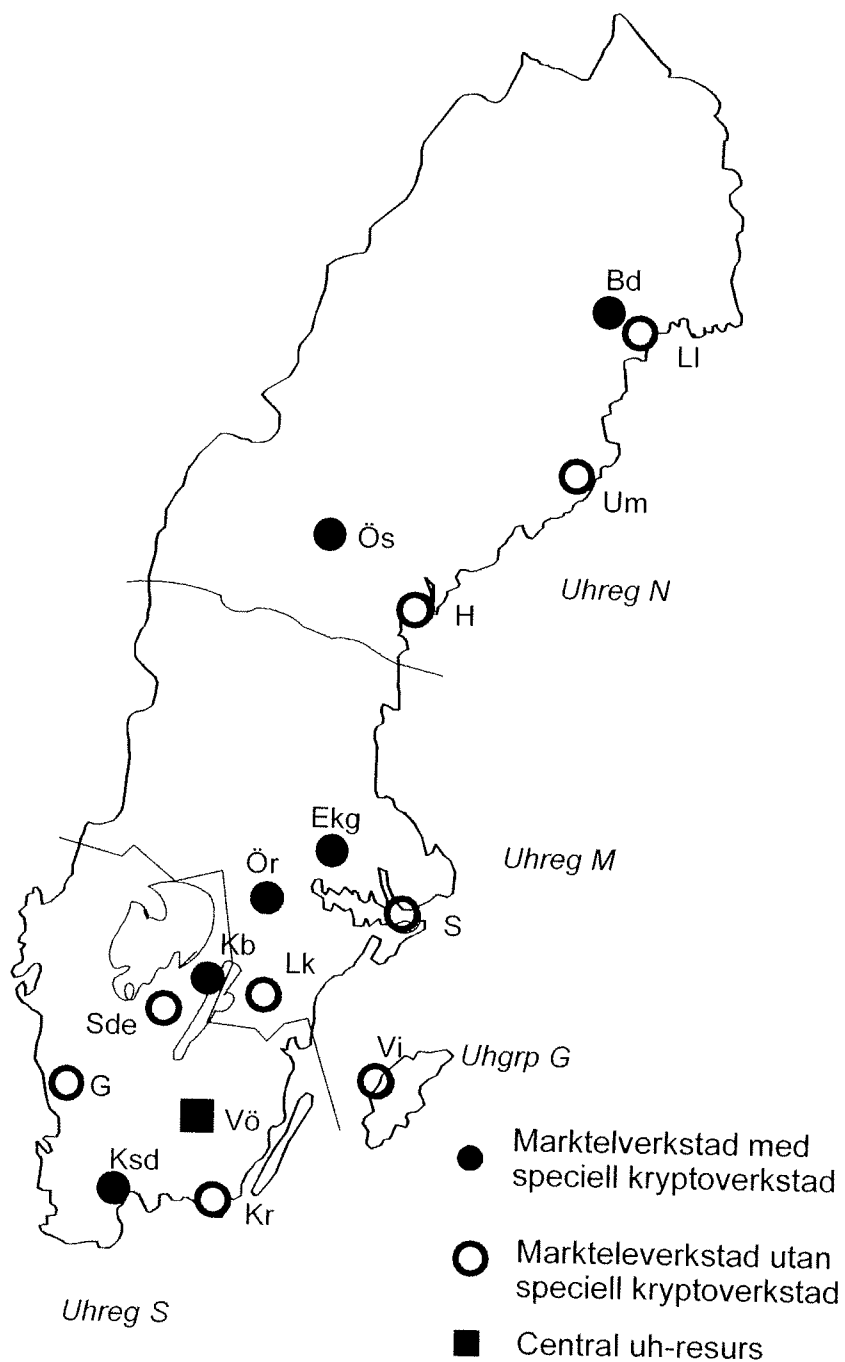 Bd
Ll
Um
Ös
Uhreg N
H
Ekg
Uhreg M
Ör
S
Kb
Lk
Sde
Vi
Uhgrp G
G
Vö
Marktelverkstad med
speciell kryptoverkstad
Ksd
Kr
Markteleverkstad utan
speciell kryptoverkstad
Uhreg S
Central uh-resurs